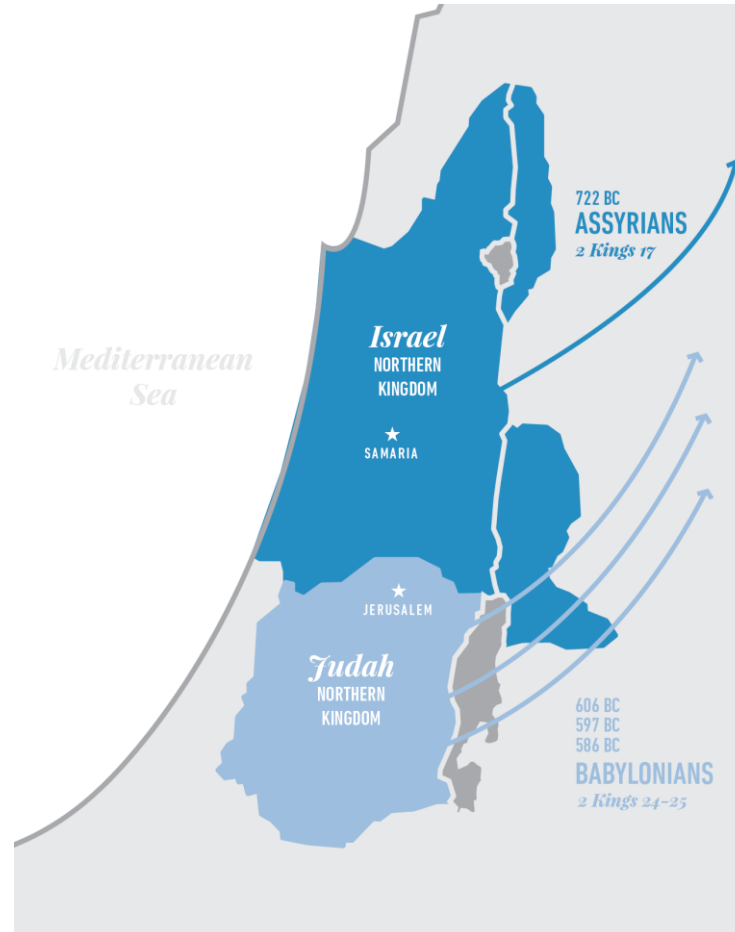 722 BC
ASSYRIANS
2 Kings 17
Israel
NORTHERN
KINGDOM
Mediterranean
Sea
SAMARIA
JERUSALEM
Judah
NORTHERN
KINGDOM
606 BC
597 BC
586 BC
BABYLONIANS
2 Kings 24-25